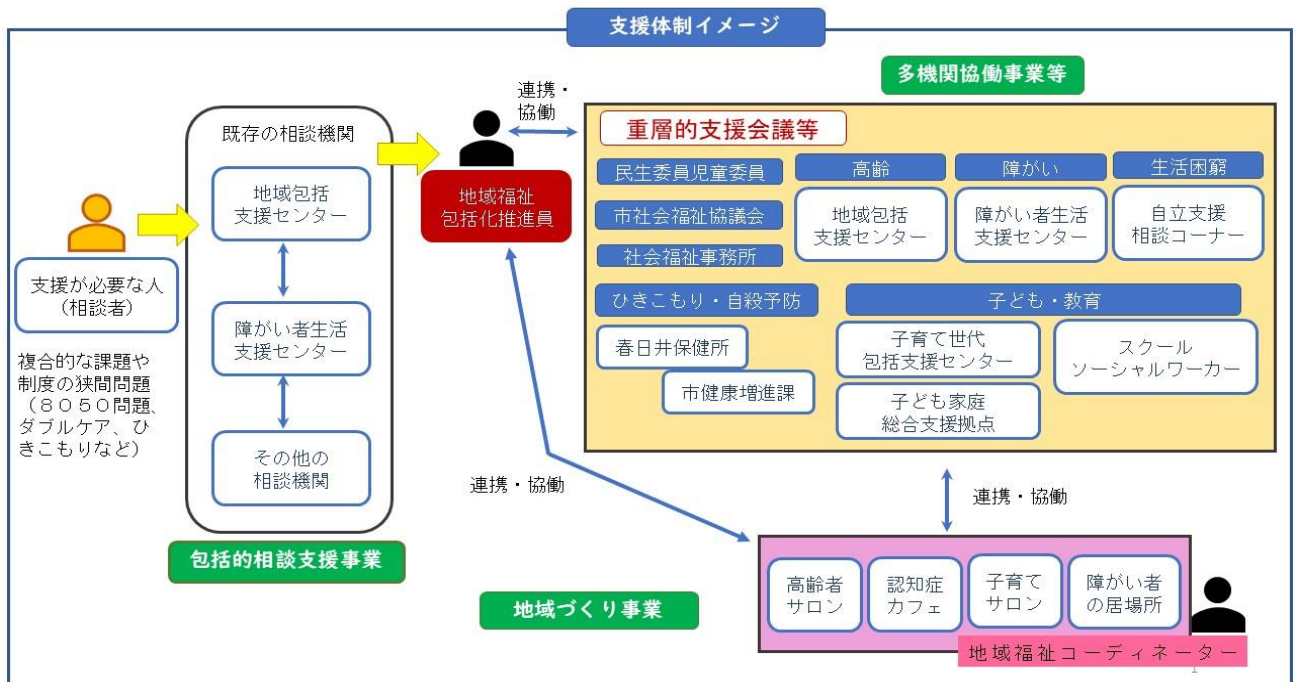 支援体制イメージ
多機関協働事業等
連携・
協働
既存の相談機関
地域包括
支援センター
障がい者生活
支援センター
その他の
相談機関
包括的相談支援事業
支援が必要な人
(相談者)
複合的な課題や
制度の狭間問題
(8050問題、
ダブルケア、ひ
きこもりなど)
地域福祉
包括化推進員
重層的支援会議等
民生委員児童委員
市社会福祉協議会
社会福祉事務所
高齢
地域包括
支援センター
障がい
障がい者生活
支援センター
生活困窮
自立支援
相談コーナー
ひきこもり・自殺予防
春日井保健所
市健康増進課
子ども・教育
子育て世代
包括支援センター
子ども家庭
総合支援拠点
スクール
ソーシャルワーカー
連携・協働
連携・協働
地域づくり事業
高齢者
サロン
認知症
カフェ
子育て
サロン
障がい者
の居場所
地域福祉コーディネーター
1